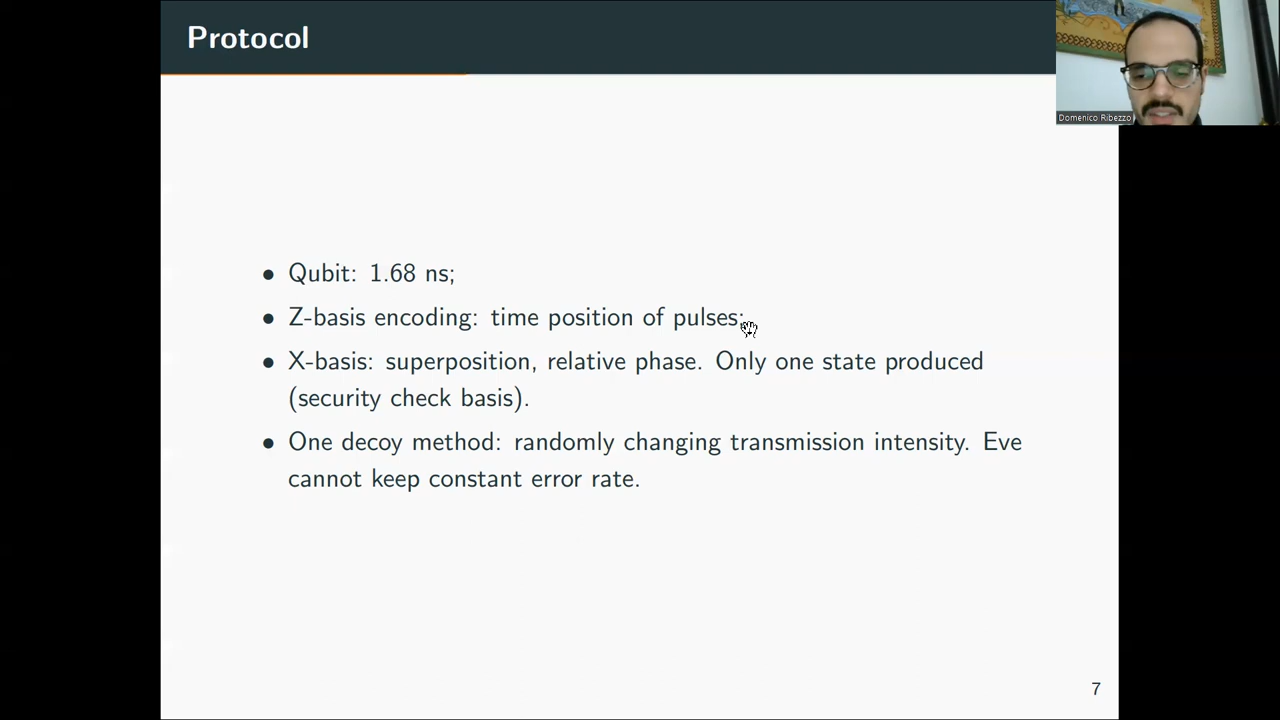 Protocol
Domenico Ribezzo
• Qubit: 1.68 ns;
• Z-basis encoding: time position of pulses;
• X-basis: superposition, relative phase. Only one state produced
(security check basis).
• One decoy method: randomly changing transmission intensity. Eve
cannot keep constant error rate.
7